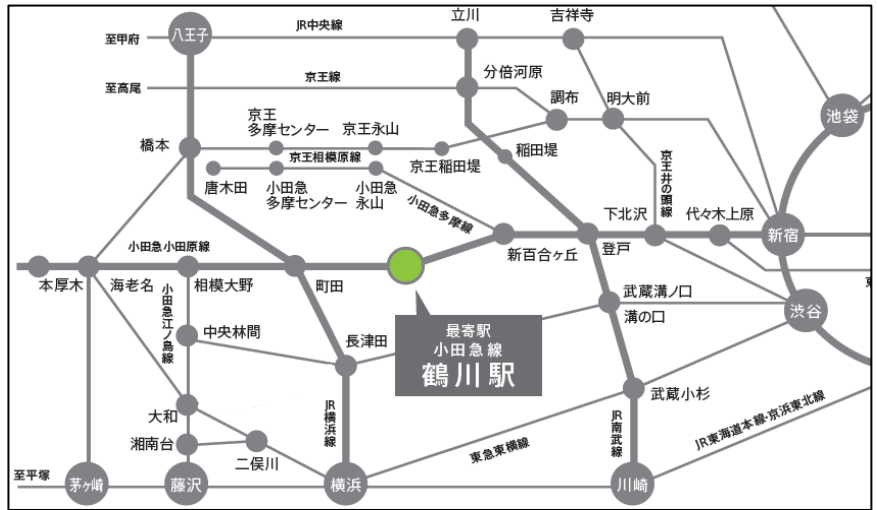 立川
吉祥寺
至甲府
八王子
JR中央線
至高尾
京王線
分倍河原
池袋
調布
明大前
橋本
京王
多摩センター
京王永山
京王相模原線
京王稲田堤
稲田堤
京王井の頭線
唐木田
小田急
多摩センター
小田急
永山
小田急多摩線
下北沢
代々木上原
新宿
小田急小田原線
新百合ヶ丘
登戸
本厚木
海老名
相模大野
町田
武蔵溝ノ口
溝の口
渋谷
小田急江ノ島線
中央林間
長津田
最寄駅
小田急線
鶴川駅
武蔵小杉
大和
JR横浜線
JR南武線
JR東海道本線・京浜東北線
湘南台
二俣川
東急東横線
至平塚
茅ヶ崎
藤沢
横浜
川崎